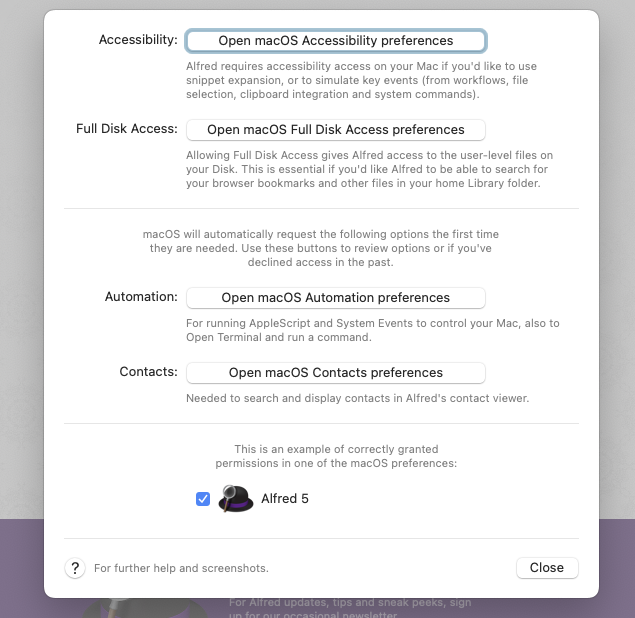 Accessibility: Open macOS Accessibility preferences
Alfred requires accessibility access on your Mac if you'd like to use
snippet expansion, or to simulate key events (from workflows, file
selection, clipboard integration and system commands).
Full Disk Access: Open macOS Full Disk Access preferences
Allowing Full Disk Access gives Alfred access to the user-level files on
your Disk. This is essential if you'd like Alfred to be able to search for
your browser bookmarks and other files in your home Library folder.
macOS will automatically request the following options the first time
they are needed. Use these buttons to review options or if you've
declined access in the past.
Automation: Open macOS Automation preferences
For running AppleScript and System Events to control your Mac, also to
Open Terminal and run a command.
Contacts: Open macOS Contacts preferences
Needed to search and display contacts in Alfred's contact viewer.
This is an example of correctly granted
permissions in one of the macOS preferences:
Alfred 5
? For further help and screenshots. Close
For Alfred updates, tips and sneak peeks, sign
up for our occasional newsletter